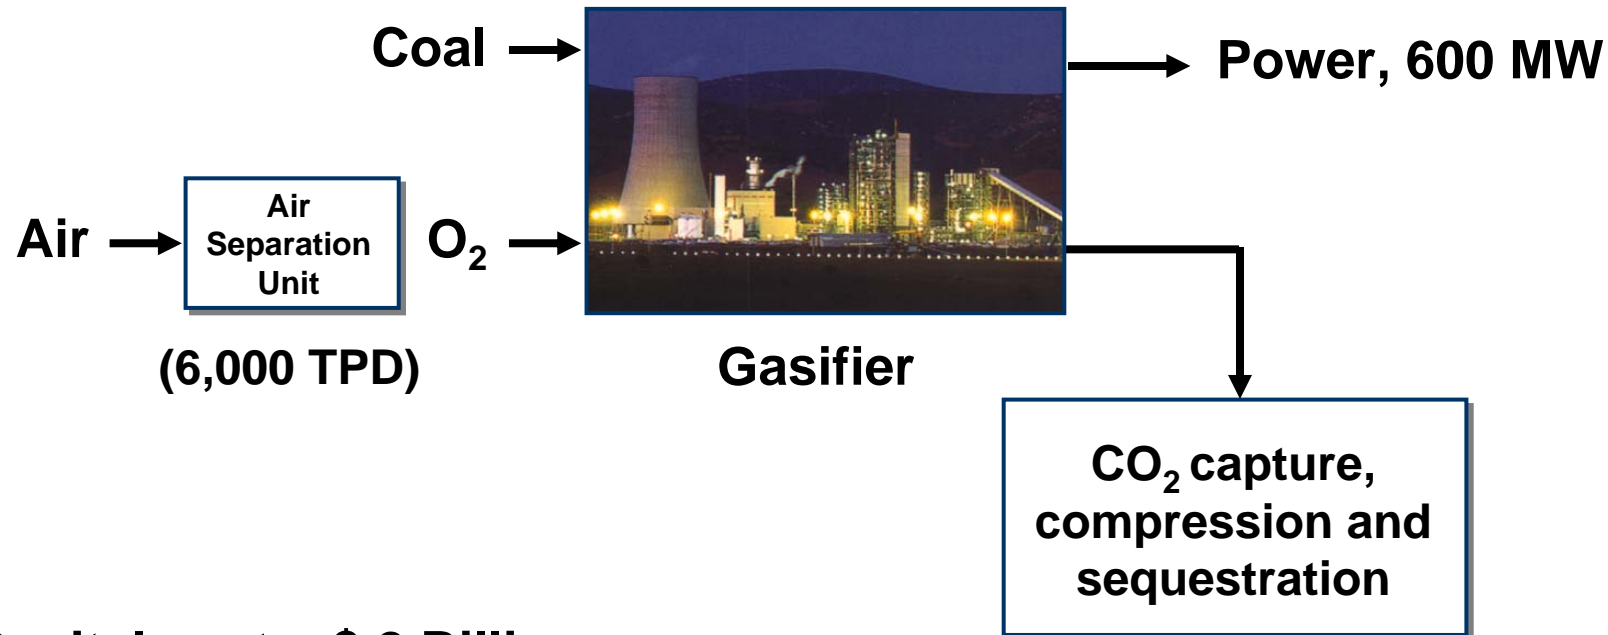 Coal
Power, 600 MW
Air
Air
Separation
Unit
O₂
(6,000 TPD)
Gasifier
CO₂ capture,
compression and
sequestration